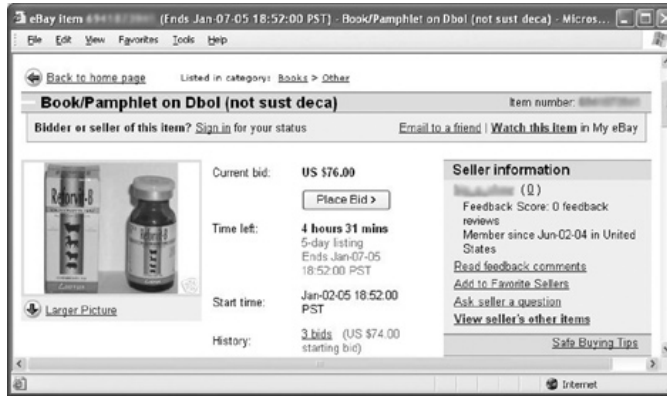 eBay item (Ends Jan-07-05 18:52:00 PST) - Book/Pamphlet on Dbol (not sust deca) - Micros...
File Edit View Favorites Tools Help
Back to home page Listed in category: Books > Other
Book/Pamphlet on Dbol (not sust deca) Item number:
Bidder or seller of this item? Sign in for your status Email to a friend | Watch this item in My eBay
Reforvit-B
Reforvit-B
Larger Picture
Current bid: US $76.00
Place Bid >
Time left: 4 hours 31 mins
5-day listing
Ends Jan-07-05
18:52:00 PST
Start time: Jan-02-05 18:52:00
PST
History: 3 bids (US $74.00
starting bid)
Seller information
(0)
Feedback Score: 0 feedback
reviews
Member since Jun-02-04 in United
States
Read feedback comments
Add to Favorite Sellers
Ask seller a question
View seller's other items
Safe Buying Tips
Internet